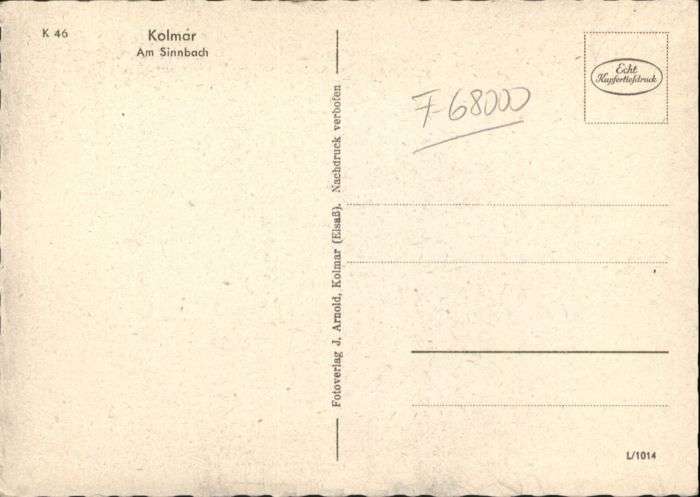 K 46
Kolmar
Am Sinnbach
Fotoverlag J. Arnold, Kolmar (Elsaß). Nachdruck verboten
F 68000
Echt
Kupfertiefdruck
L/1014